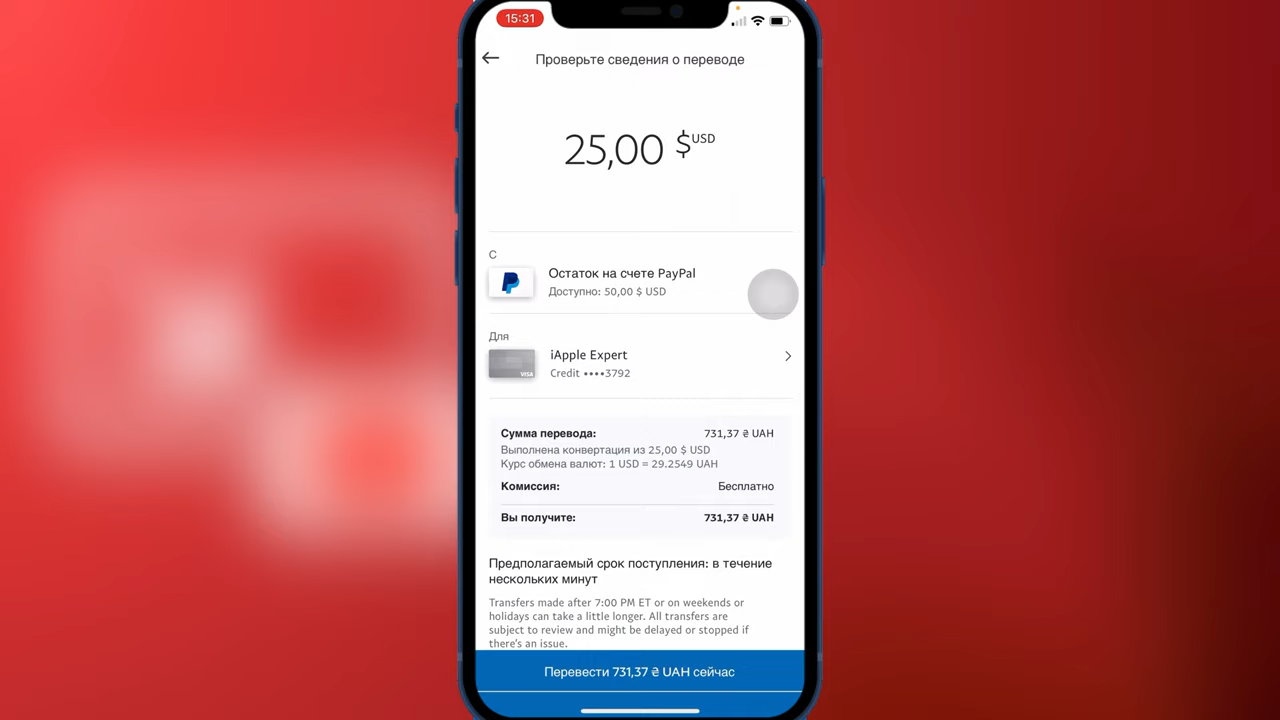 15:31
Проверьте сведения о переводе
25,00 $ USD
С
Остаток на счете PayPal
Доступно: 50,00 $ USD
Для
iApple Expert
VISA
Credit ••••3792
Сумма перевода: 731,37 ₴ UAH
Выполнена конвертация из 25,00 $ USD
Курс обмена валют: 1 USD = 29.2549 UAH
Комиссия: Бесплатно
Вы получите: 731,37 ₴ UAH
Предполагаемый срок поступления: в течение
нескольких минут
Transfers made after 7:00 PM ET or on weekends or
holidays can take a little longer. All transfers are
subject to review and might be delayed or stopped if
there's an issue.
Перевести 731,37 ₴ UAH сейчас